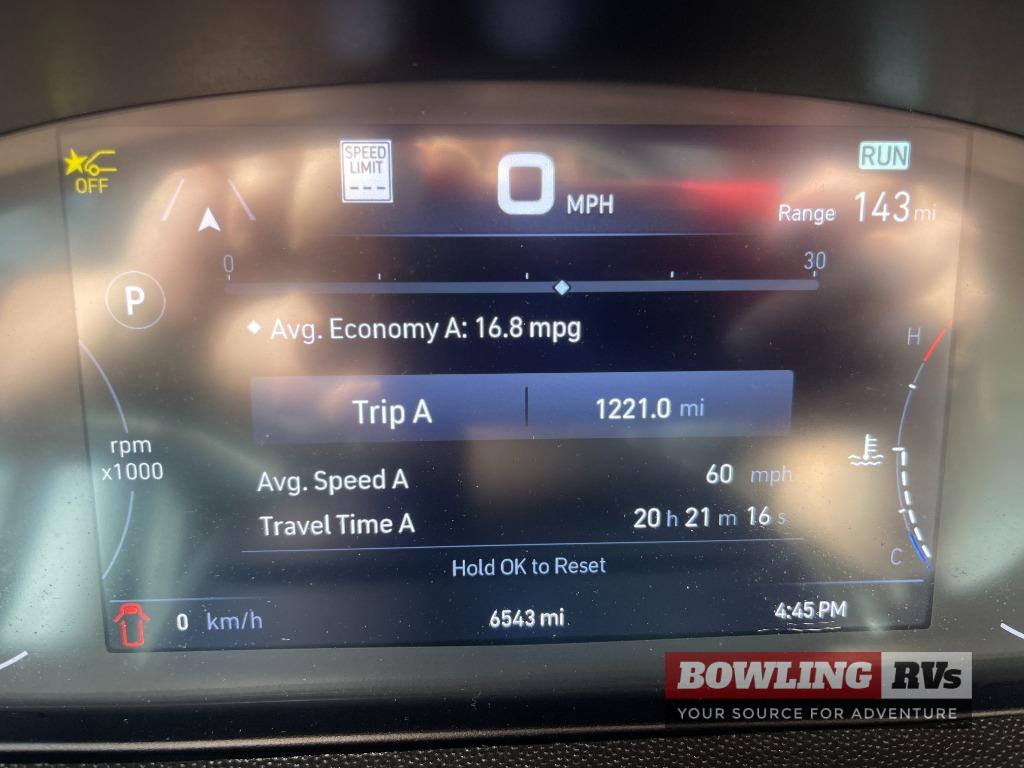 OFF
SPEED
LIMIT
---
0 MPH
RUN
Range 143 mi
0 30
P
Avg. Economy A: 16.8 mpg
H
Trip A 1221.0 mi
rpm
x1000
Avg. Speed A 60 mph
Travel Time A 20 h 21 m 16 s
C
Hold OK to Reset
0 km/h 6543 mi 4:45 PM
BOWLING RVs
YOUR SOURCE FOR ADVENTURE